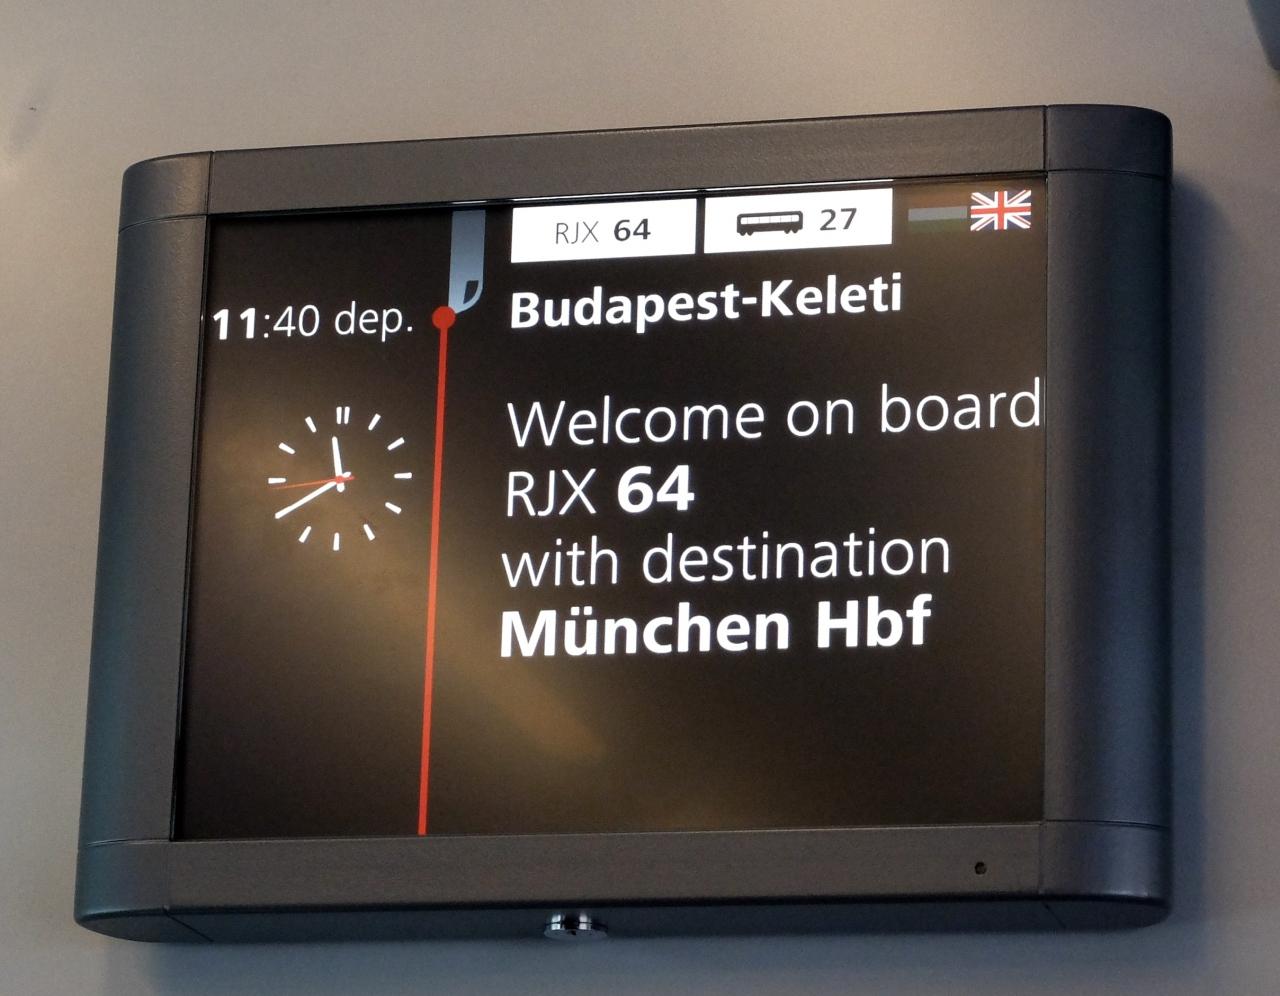 RJX 64
27
11:40 dep.
Budapest-Keleti
Welcome on board
RJX 64
with destination
München Hbf